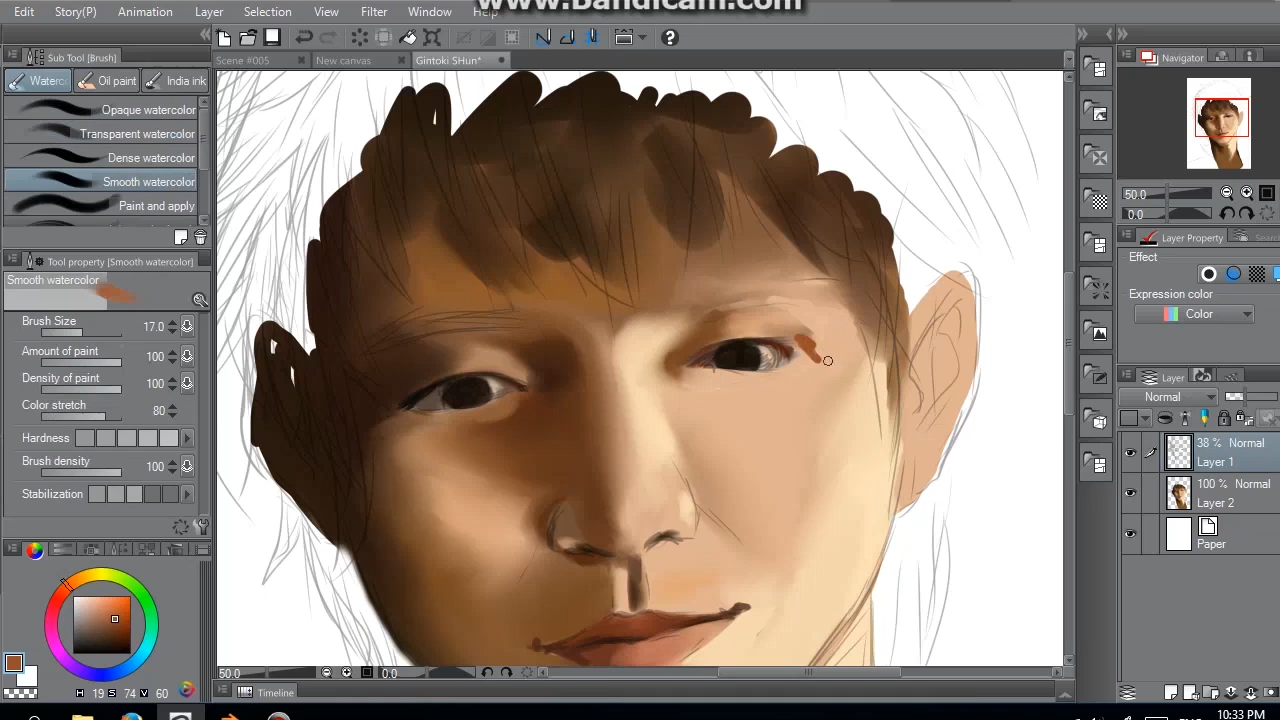 www.Bandicam.com
Edit Story(P) Animation Layer Selection View Filter Window Help
Sub Tool [Brush]
Scene #005 New canvas Gintoki SHun*
Navigator
Oil paint India ink
Opaque watercolor
Transparent watercolor
Dense watercolor
Smooth watercolor
Paint and apply
50.0
0.0
Layer Property
Tool property [Smooth watercolor]
Effect
Smooth watercolor
Expression color
Color
Brush Size 17.0
Amount of paint 100
Density of paint 100
Color stretch 80
Hardness
Brush density 100
Stabilization
Layer
Normal
38 % Normal
Layer 1
100 % Normal
Layer 2
Paper
50.0 0.0
H 19 S 74 V 60
Timeline
10:33 PM